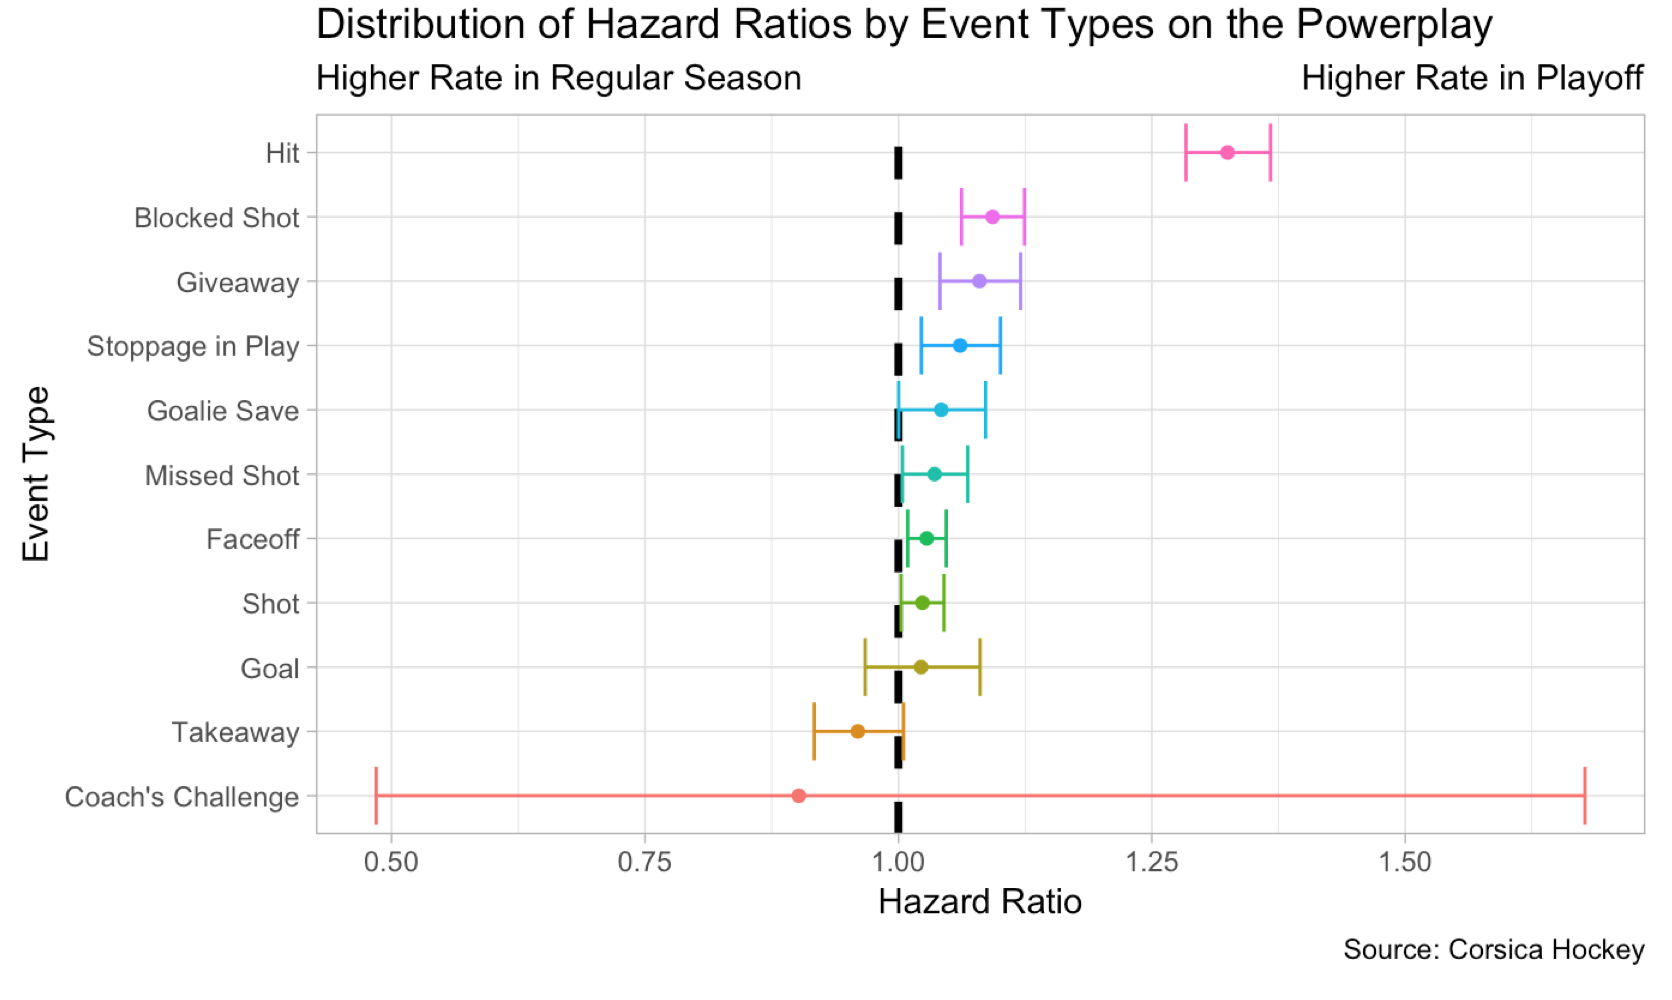 Distribution of Hazard Ratios by Event Types on the Powerplay
Higher Rate in Regular Season
Higher Rate in Playoff
Event Type
Hit
Blocked Shot
Giveaway
Stoppage in Play
Goalie Save
Missed Shot
Faceoff
Shot
Goal
Takeaway
Coach's Challenge
0.50 0.75 1.00 1.25 1.50
Hazard Ratio
Source: Corsica Hockey